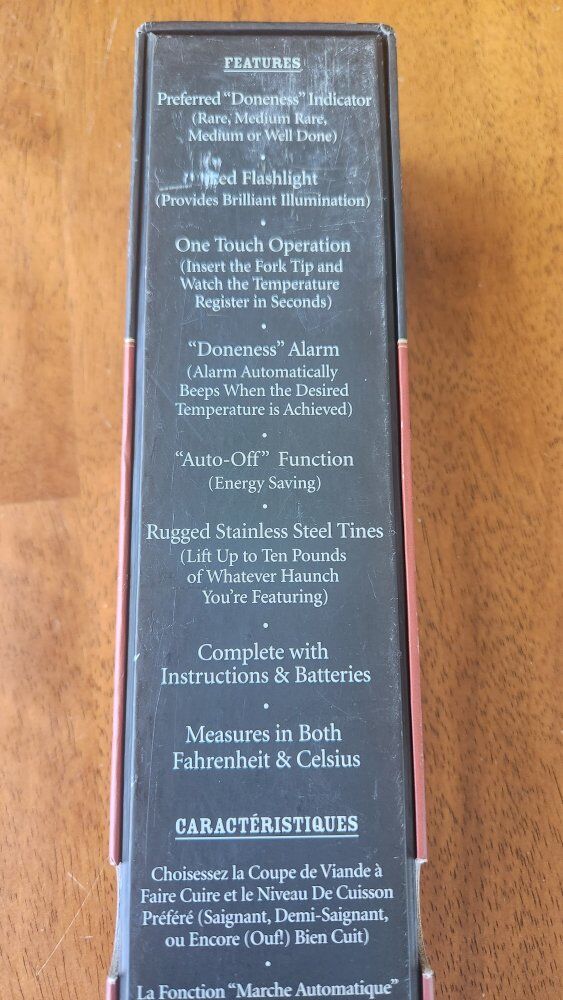 FEATURES
Preferred "Doneness" Indicator
(Rare, Medium Rare,
Medium or Well Done)
•
Flashlight
(Provides Brilliant Illumination)
•
One Touch Operation
(Insert the Fork Tip and
Watch the Temperature
Register in Seconds)
•
"Doneness" Alarm
(Alarm Automatically
Beeps When the Desired
Temperature is Achieved)
•
"Auto-Off" Function
(Energy Saving)
•
Rugged Stainless Steel Tines
(Lift Up to Ten Pounds
of Whatever Haunch
You're Featuring)
•
Complete with
Instructions & Batteries
•
Measures in Both
Fahrenheit & Celsius
CARACTÉRISTIQUES
Choisessez la Coupe de Viande à
Faire Cuire et le Niveau De Cuisson
Préféré (Saignant, Demi-Saignant,
ou Encore (Ouf!) Bien Cuit)
•
La Fonction "Marche Automatique"